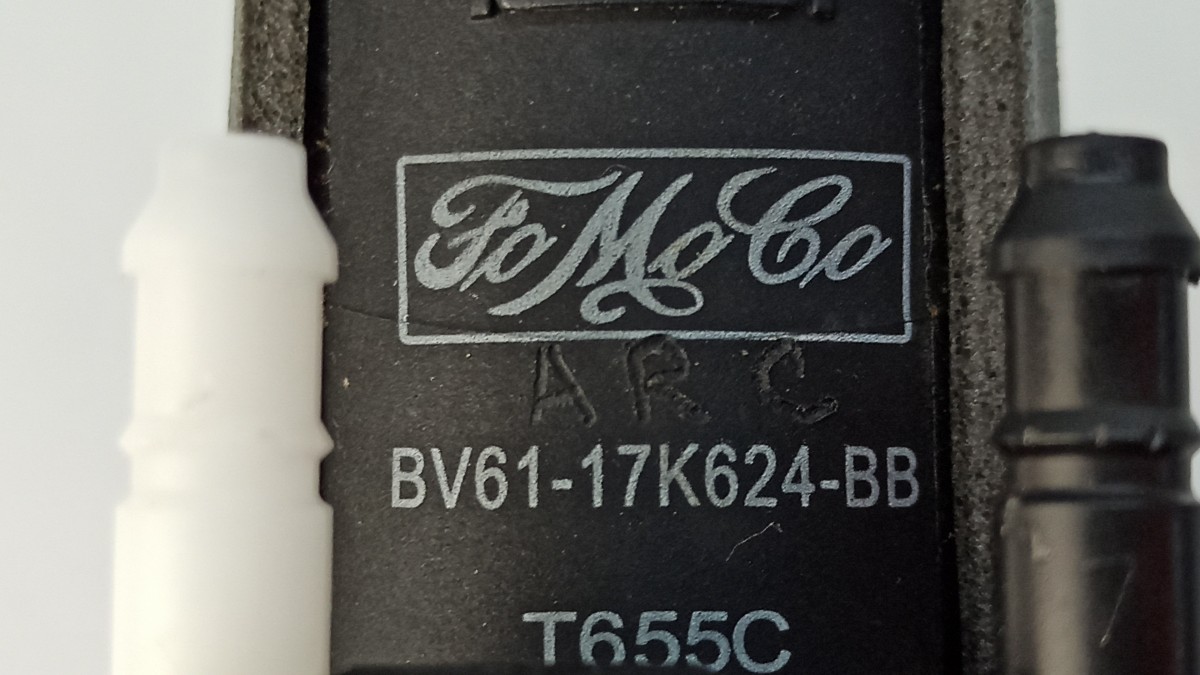 FoMoCo
ARC
BV61-17K624-BB
T655C